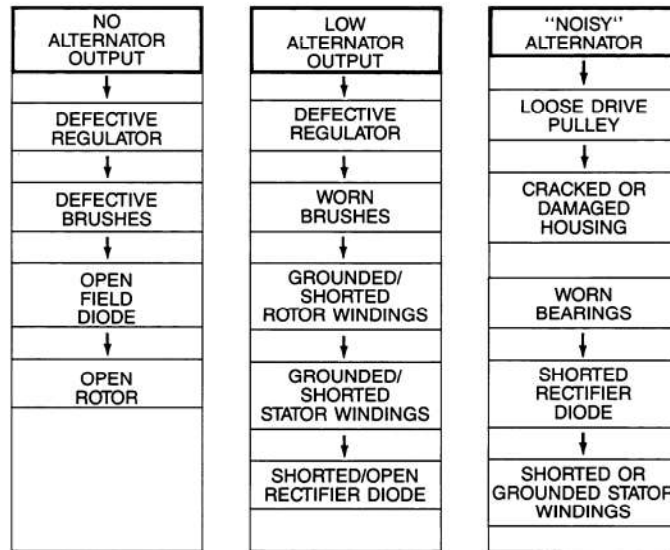 NO
ALTERNATOR
OUTPUT
DEFECTIVE
REGULATOR
DEFECTIVE
BRUSHES
OPEN
FIELD
DIODE
OPEN
ROTOR
LOW
ALTERNATOR
OUTPUT
DEFECTIVE
REGULATOR
WORN
BRUSHES
GROUNDED/
SHORTED
ROTOR WINDINGS
GROUNDED/
SHORTED
STATOR WINDINGS
SHORTED/OPEN
RECTIFIER DIODE
"NOISY"
ALTERNATOR
LOOSE DRIVE
PULLEY
CRACKED OR
DAMAGED
HOUSING
WORN
BEARINGS
SHORTED
RECTIFIER
DIODE
SHORTED OR
GROUNDED STATOR
WINDINGS